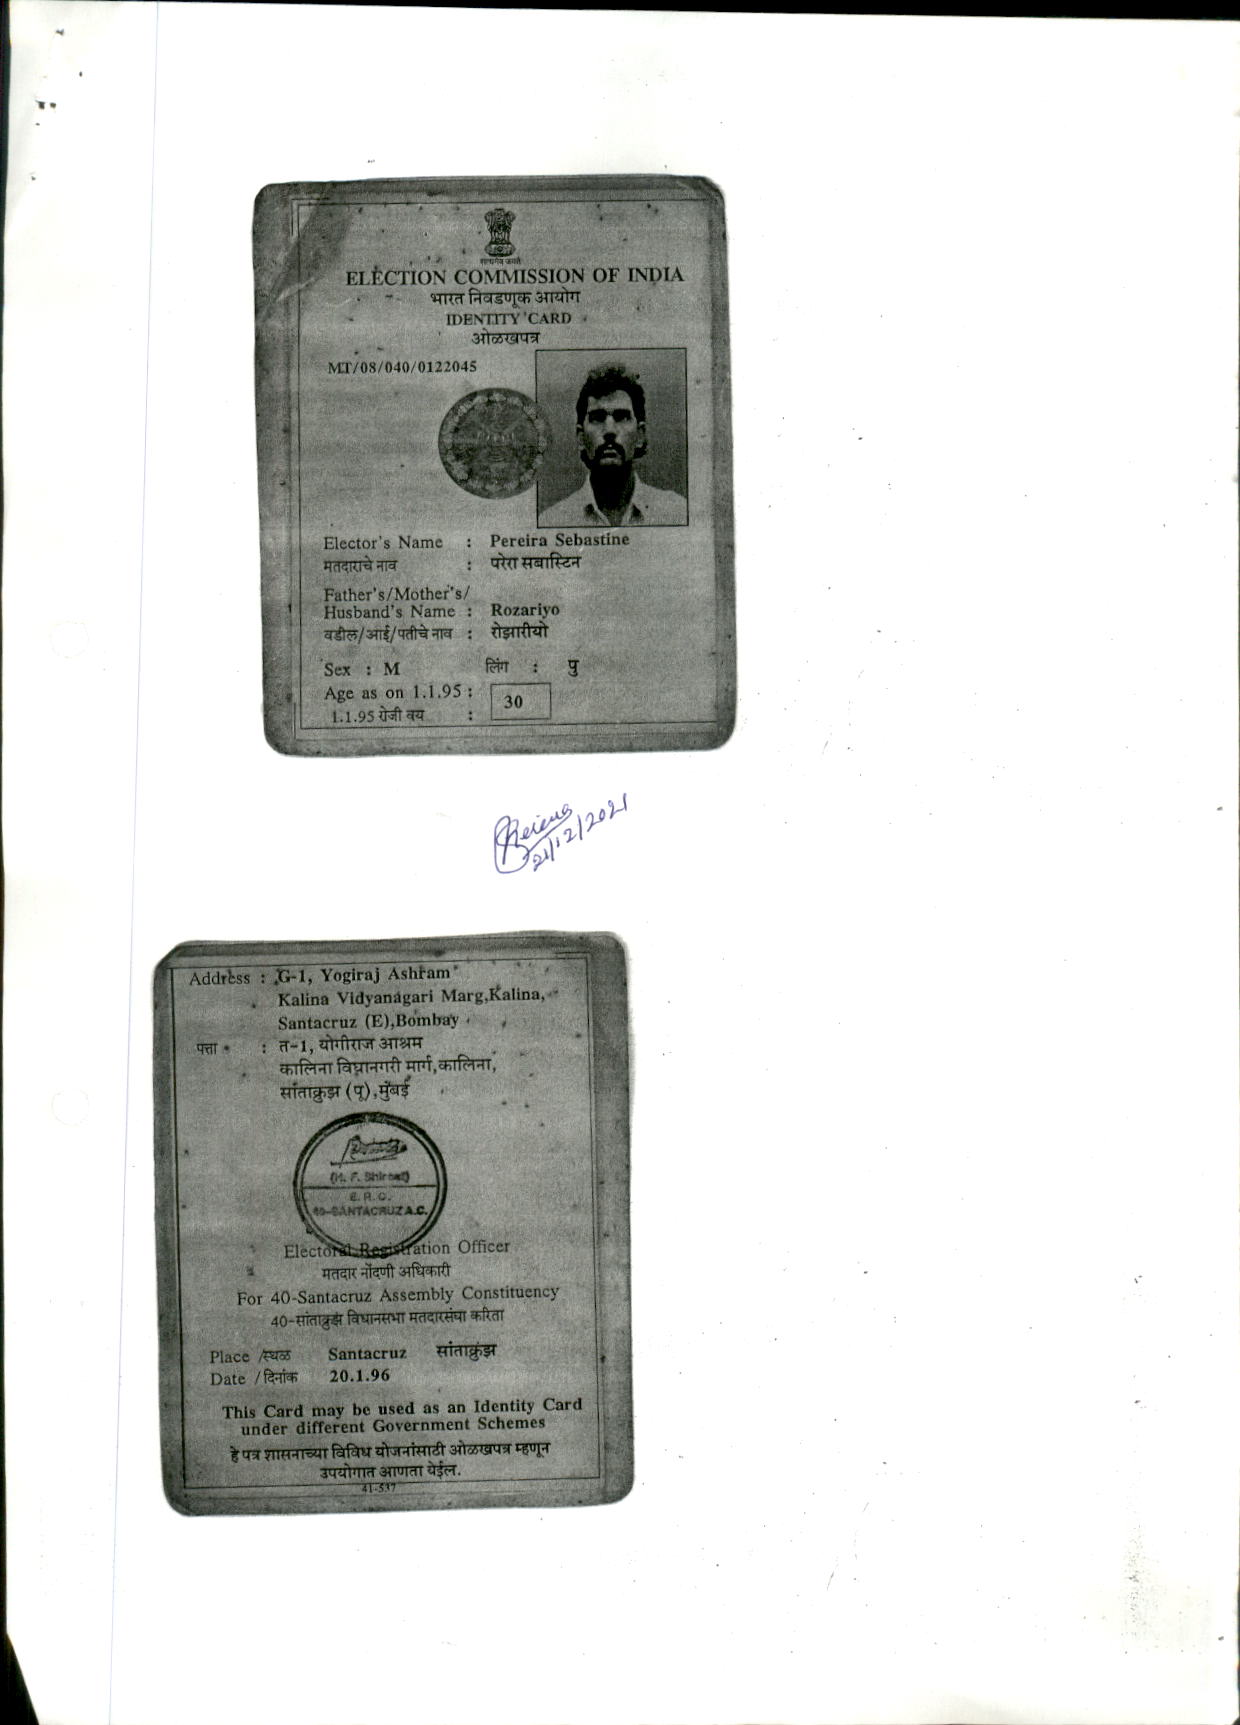 सत्यमेव जयते
ELECTION COMMISSION OF INDIA
भारत निवडणूक आयोग
IDENTITY CARD
ओळखपत्र
MT/08/040/0122045
Elector's Name : Pereira Sebastine
मतदाराचे नाव : परेरा सबास्टिन
Father's/Mother's/
Husband's Name : Rozariyo
वडील/आई/पतीचे नाव : रोझारीयो
Sex : M लिंग : पु
Age as on 1.1.95 : 30
1.1.95 रोजी वय :
21/12/2021
Address : G-1, Yogiraj Ashram
Kalina Vidyanagari Marg,Kalina,
Santacruz (E),Bombay
पत्ता : त-1, योगीराज आश्रम
कालिना विद्यानगरी मार्ग,कालिना,
सांताक्रुझ (पू),मुंबई
E. R. O.
40-SANTACRUZ A.C.
Electoral Registration Officer
मतदार नोंदणी अधिकारी
For 40-Santacruz Assembly Constituency
40-सांताक्रुझ विधानसभा मतदारसंघा करिता
Place /स्थळ Santacruz सांताक्रुंझ
Date / दिनांक 20.1.96
This Card may be used as an Identity Card
under different Government Schemes
हे पत्र शासनाच्या विविध योजनांसाठी ओळखपत्र म्हणून
उपयोगात आणता येईल.
41-537